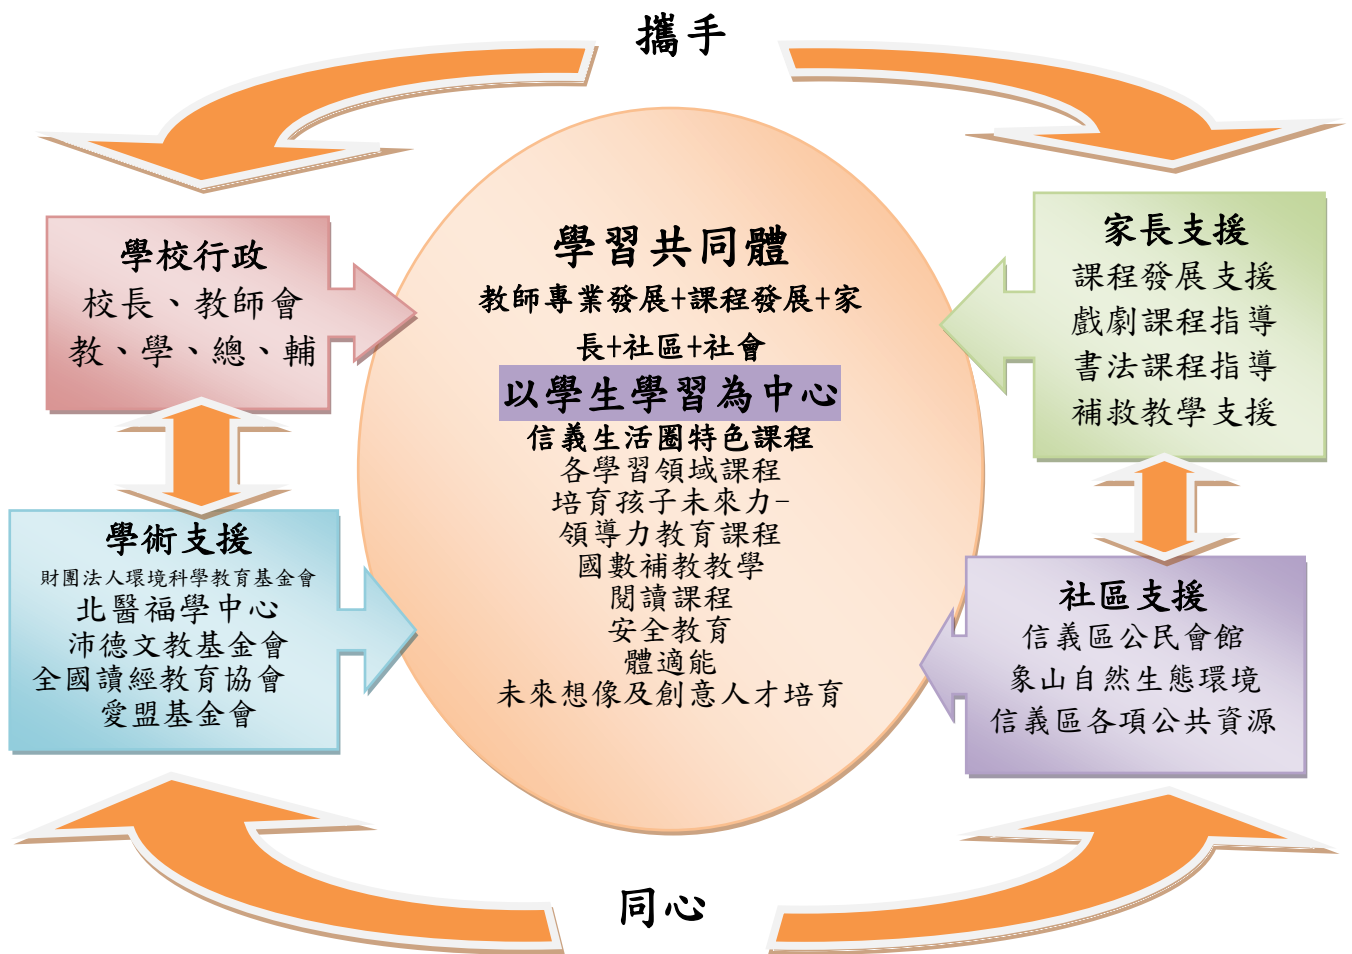 攜手
學校行政
校長、教師會
教、學、總、輔
學術支援
財團法人環境科學教育基金會
北醫福學中心
沛德文教基金會
全國讀經教育協會
愛盟基金會
學習共同體
教師專業發展+課程發展+家
長+社區+社會
以學生學習為中心
信義生活圈特色課程
各學習領域課程
培育孩子未來力-
領導力教育課程
國數補教教學
閱讀課程
安全教育
體適能
未來想像及創意人才培育
家長支援
課程發展支援
戲劇課程指導
書法課程指導
補救教學支援
社區支援
信義區公民會館
象山自然生態環境
信義區各項公共資源
同心